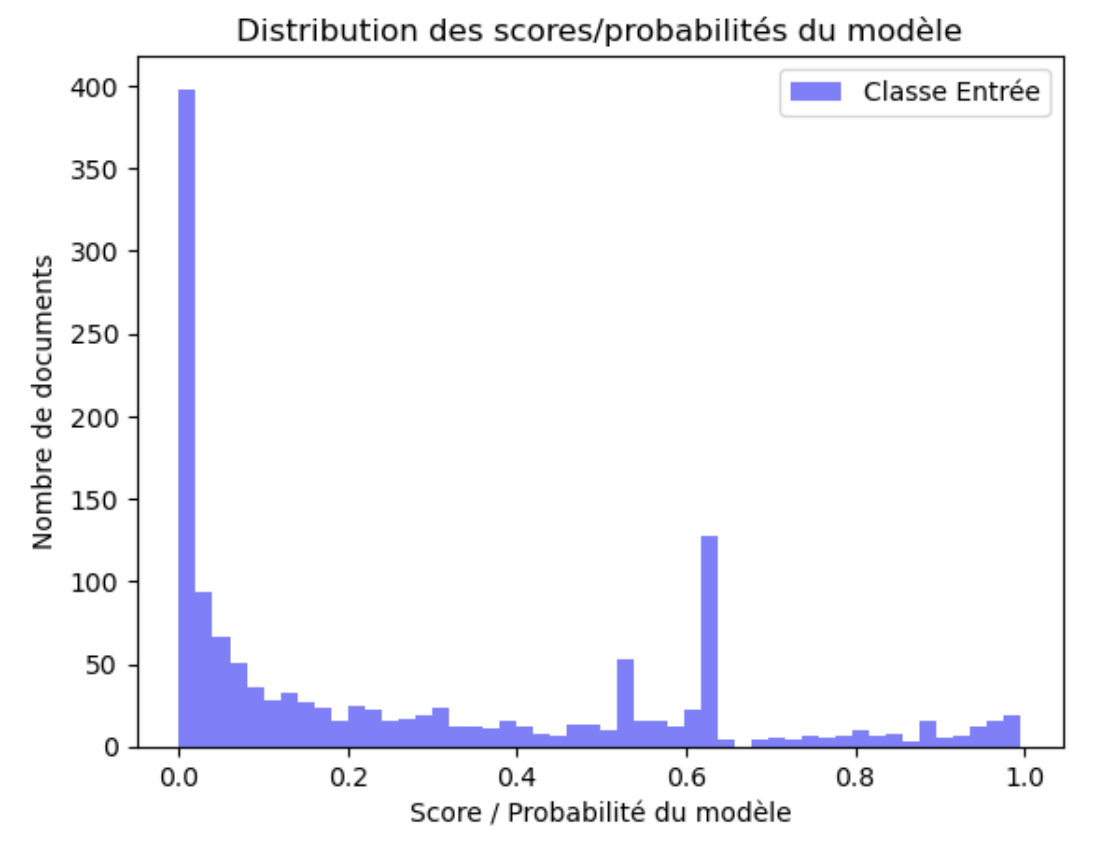 Distribution des scores/probabilités du modèle
Classe Entrée
Nombre de documents
400
350
300
250
200
150
100
50
0
0.0 0.2 0.4 0.6 0.8 1.0
Score / Probabilité du modèle